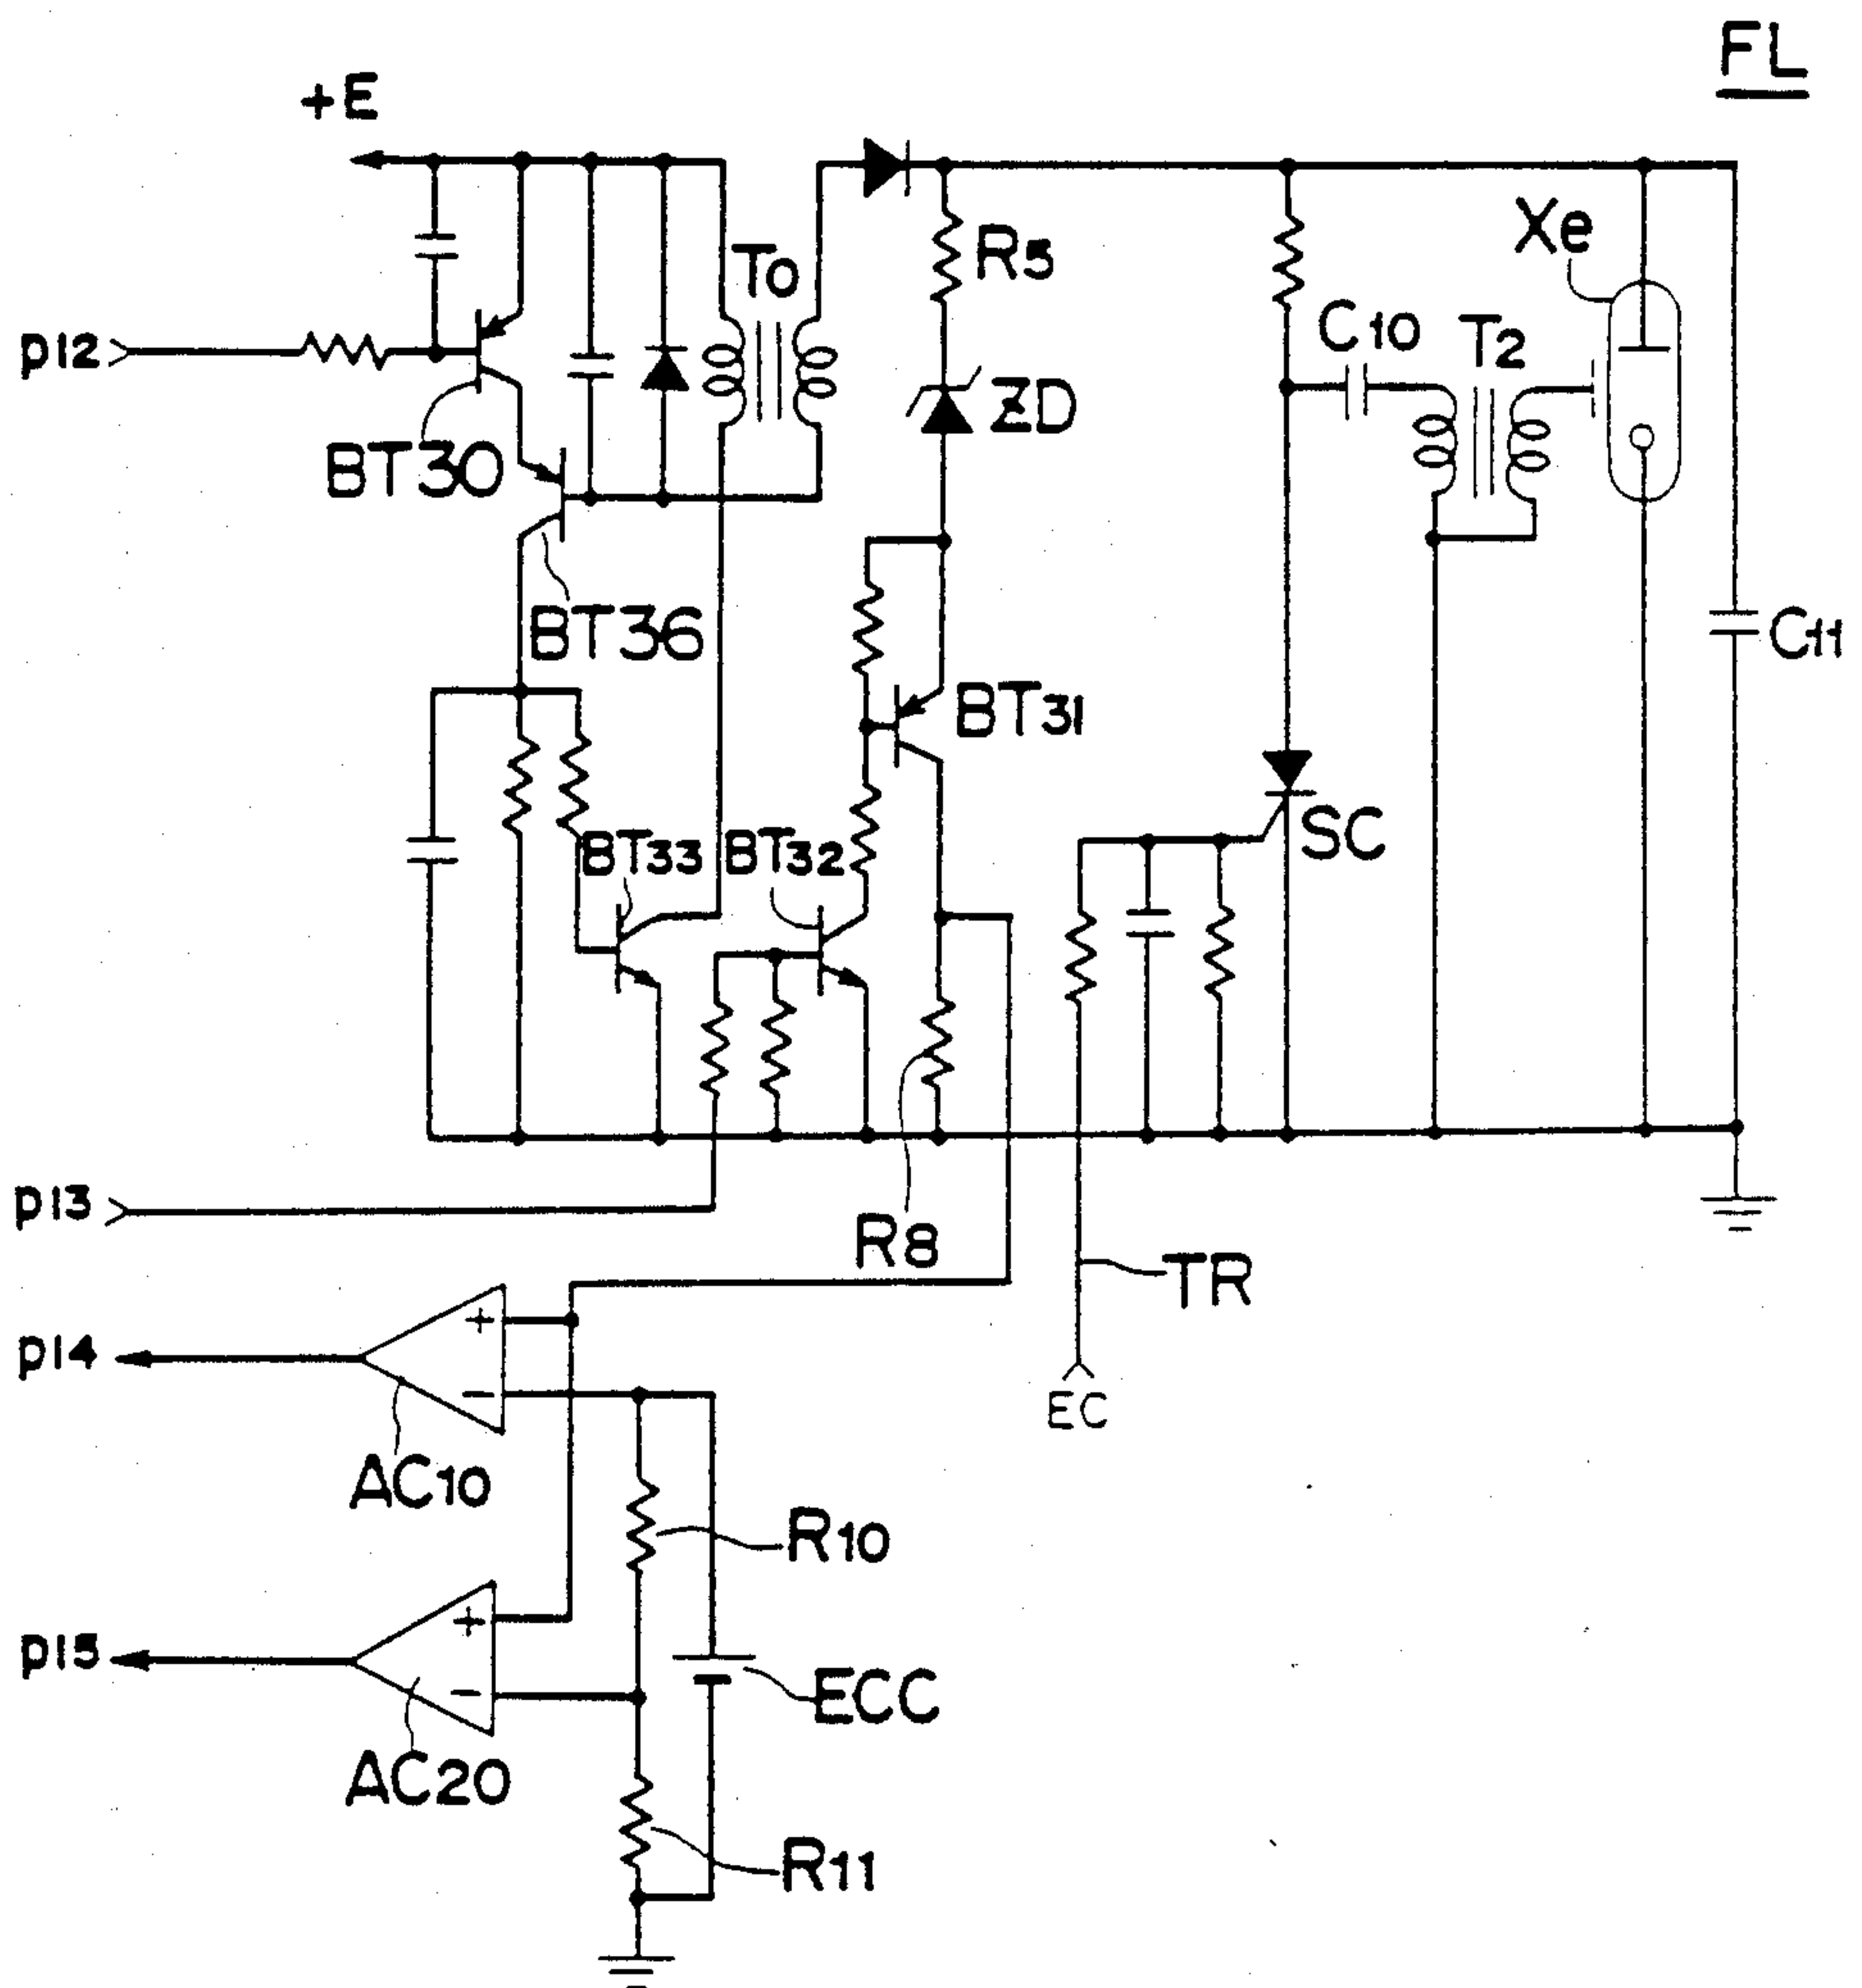 FL
+E
Xe
R5
T0
C10
T2
p12
ZD
BT30
BT36
C11
BT31
SC
BT33
BT32
p13
R8
TR
p14
+
−
EC
AC10
R10
p15
+
−
ECC
AC20
R11